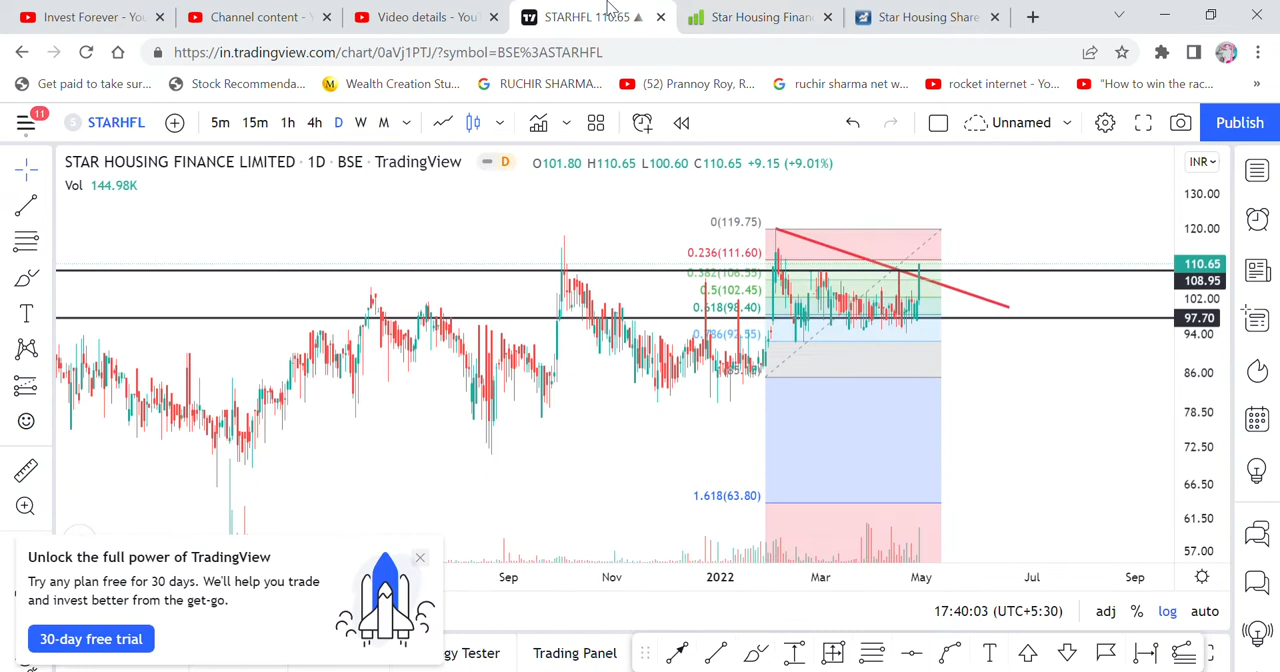 Invest Forever - Yo
Channel content - Y
Video details - You
STARHFL 110.65
Star Housing Finan
Star Housing Share
https://in.tradingview.com/chart/0aVj1PTJ/?symbol=BSE%3ASTARHFL
Get paid to take sur...
Stock Recommenda...
Wealth Creation Stu...
RUCHIR SHARMA...
(52) Prannoy Roy, R...
ruchir sharma net w...
rocket internet - Yo...
"How to win the rac...
»
11
STARHFL
5m 15m 1h 4h D W M
Unnamed
Publish
STAR HOUSING FINANCE LIMITED · 1D · BSE · TradingView
D
O101.80 H110.65 L100.60 C110.65 +9.15 (+9.01%)
INR
Vol 144.98K
130.00
0(119.75)
120.00
0.236(111.60)
110.65
0.382(106.55)
108.95
0.5(102.45)
102.00
0.618(98.40)
97.70
0.786(92.55)
94.00
86.00
78.50
72.50
66.50
1.618(63.80)
61.50
57.00
Sep Nov 2022 Mar May Jul Sep
Unlock the full power of TradingView
Try any plan free for 30 days. We'll help you trade
and invest better from the get-go.
30-day free trial
17:40:03 (UTC+5:30)
adj % log auto
gy Tester
Trading Panel